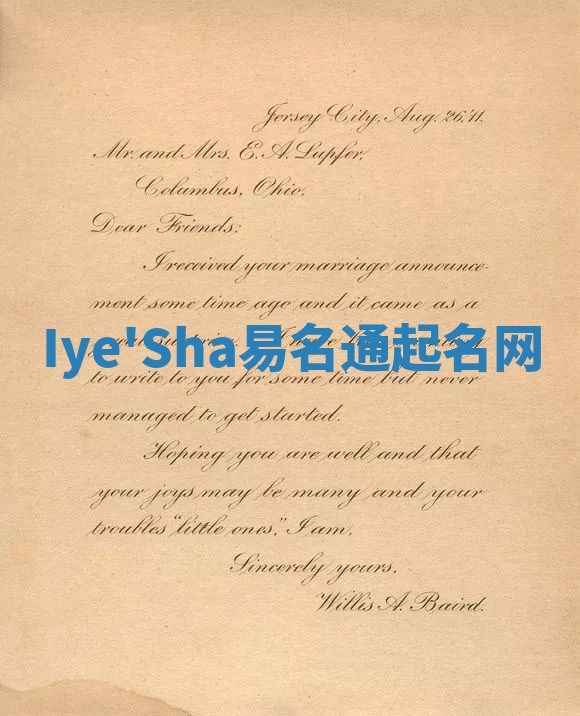 Jersey City, Aug. 26, '11.
Mr. and Mrs. E. A. Lupfer,
Columbus, Ohio.
Dear Friends:
I received your marriage announce-
ment some time ago and it came as a
Iye'Sha易名通起名网
to write to you for some time but never
managed to get started.
Hoping you are well and that
your joys may be many and your
troubles "little ones," I am,
Sincerely yours,
Willis A. Baird.